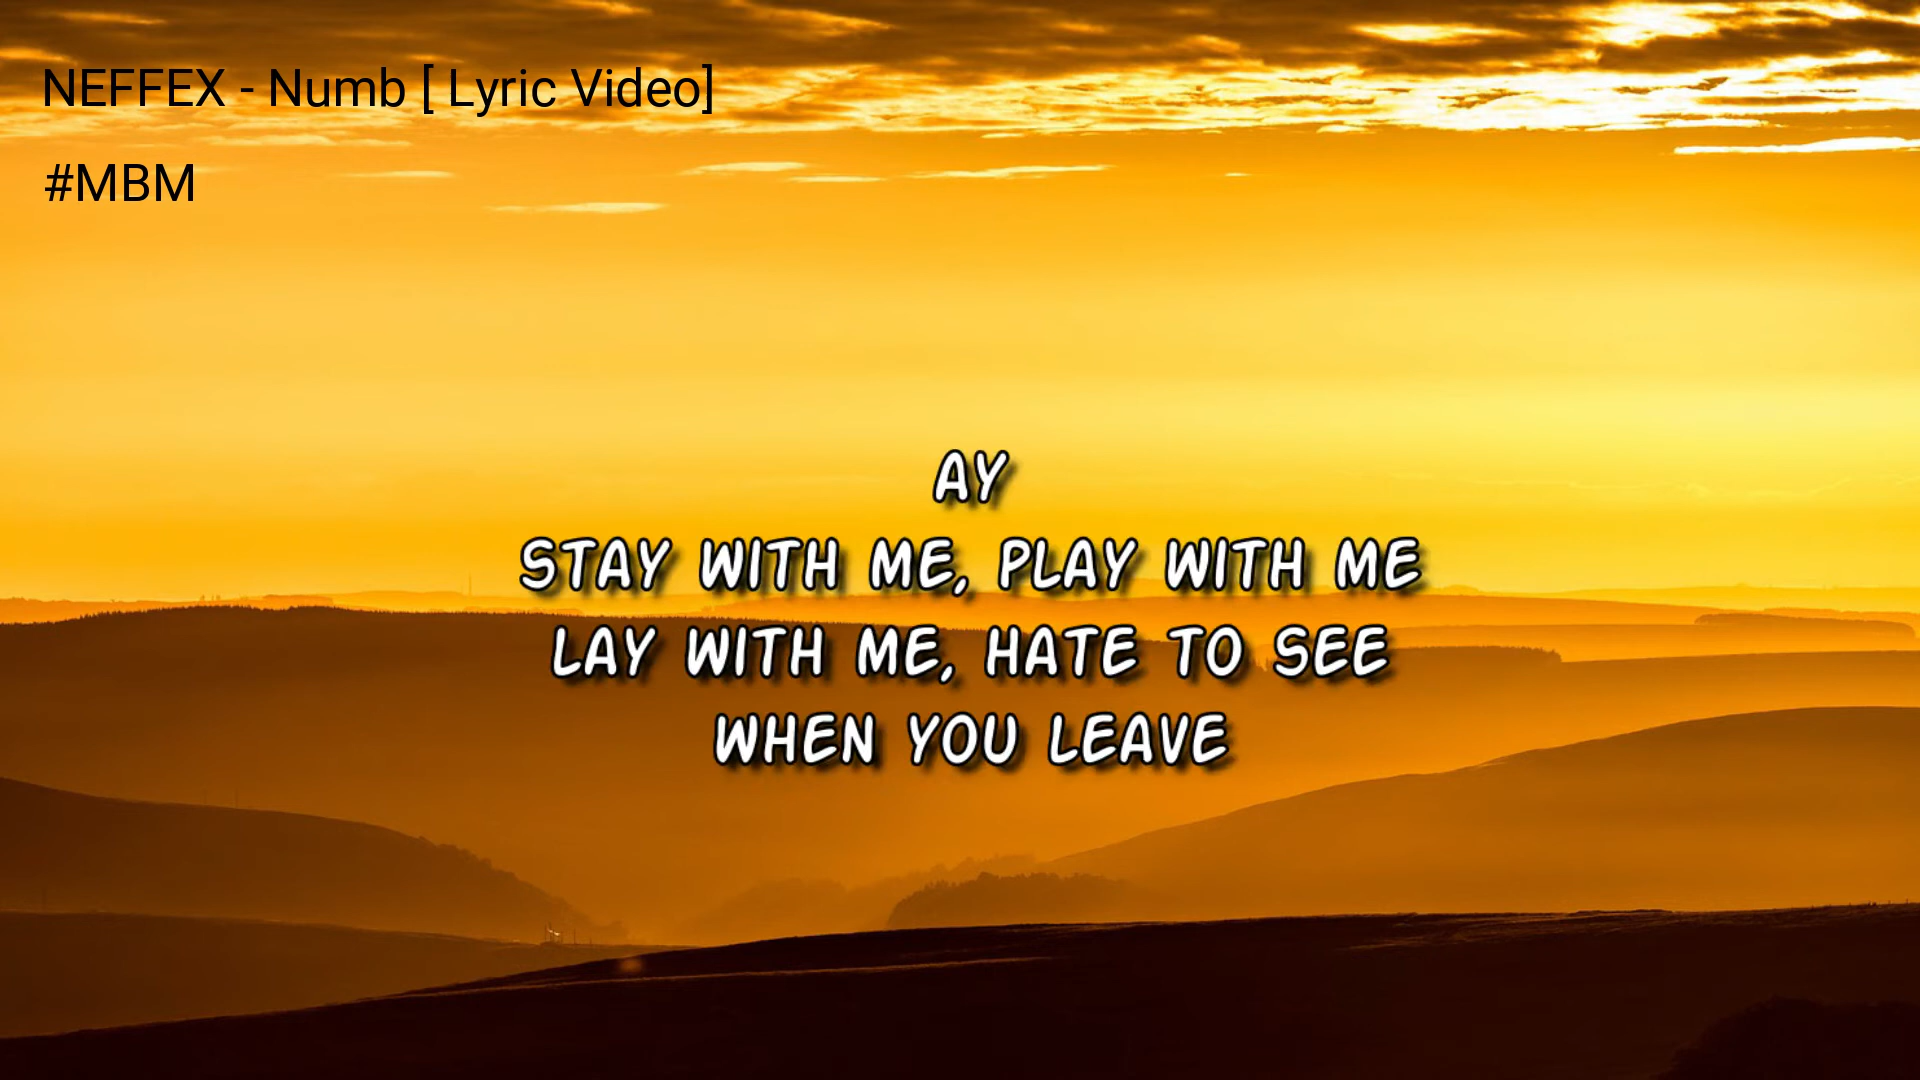 NEFFEX - Numb [ Lyric Video]
#MBM
AY
STAY WITH ME, PLAY WITH ME
LAY WITH ME, HATE TO SEE
WHEN YOU LEAVE